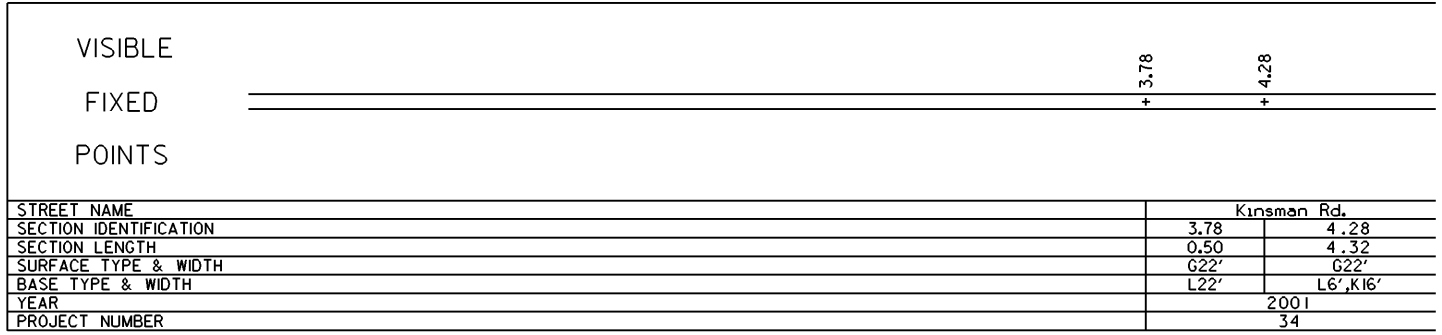 VISIBLE
3.78 4.28
FIXED
+ +
POINTS
STREET NAME Kinsman Rd.
SECTION IDENTIFICATION 3.78 4.28
SECTION LENGTH 0.50 4.32
SURFACE TYPE & WIDTH G22' G22'
BASE TYPE & WIDTH L22' L6',K16'
YEAR 2001
PROJECT NUMBER 34